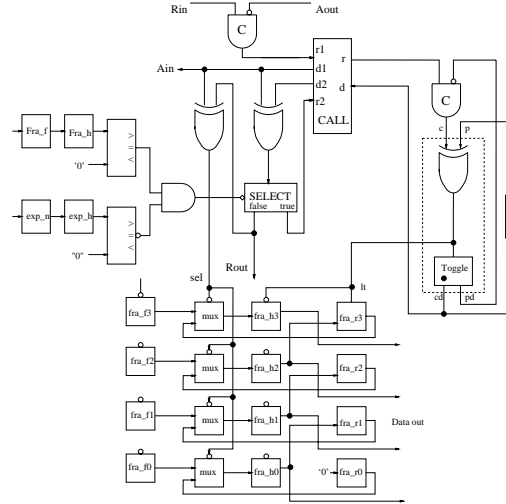 Rin
Aout
C
r1
r
Ain
d1
d2
d
r2
CALL
C
c
p
Fra_f
Fra_h
>
=
<
'0'
SELECT
false
true
exp_n
exp_h
>
=
<
"0"
Toggle
cd
pd
Rout
sel
lt
fra_f3
mux
fra_h3
fra_r3
fra_f2
mux
fra_h2
fra_r2
fra_f1
mux
fra_h1
fra_r1
Data out
fra_f0
mux
fra_h0
'0'
fra_r0